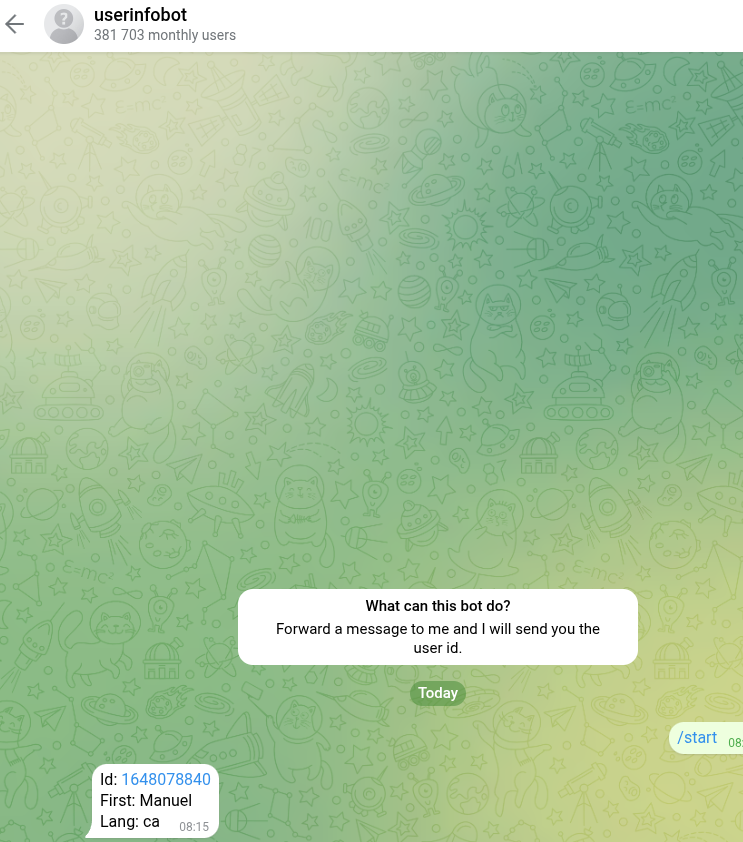 userinfobot
381 703 monthly users
What can this bot do?
Forward a message to me and I will send you the
user id.
Today
/start 08:
Id: 1648078840
First: Manuel
Lang: ca 08:15